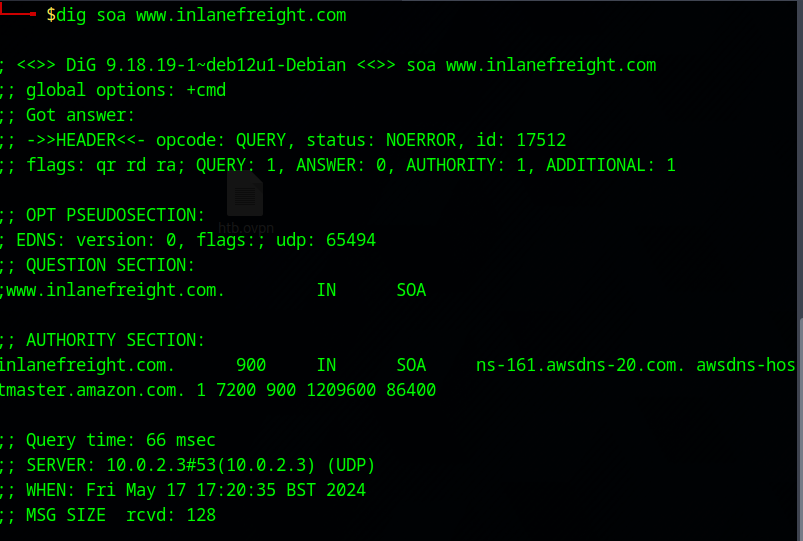 $dig soa www.inlanefreight.com
; <<>> DiG 9.18.19-1~deb12u1-Debian <<>> soa www.inlanefreight.com
;; global options: +cmd
;; Got answer:
;; ->>HEADER<<- opcode: QUERY, status: NOERROR, id: 17512
;; flags: qr rd ra; QUERY: 1, ANSWER: 0, AUTHORITY: 1, ADDITIONAL: 1
htb.ovpn
;; OPT PSEUDOSECTION:
; EDNS: version: 0, flags:; udp: 65494
;; QUESTION SECTION:
;www.inlanefreight.com. IN SOA
;; AUTHORITY SECTION:
inlanefreight.com. 900 IN SOA ns-161.awsdns-20.com. awsdns-hos
tmaster.amazon.com. 1 7200 900 1209600 86400
;; Query time: 66 msec
;; SERVER: 10.0.2.3#53(10.0.2.3) (UDP)
;; WHEN: Fri May 17 17:20:35 BST 2024
;; MSG SIZE rcvd: 128